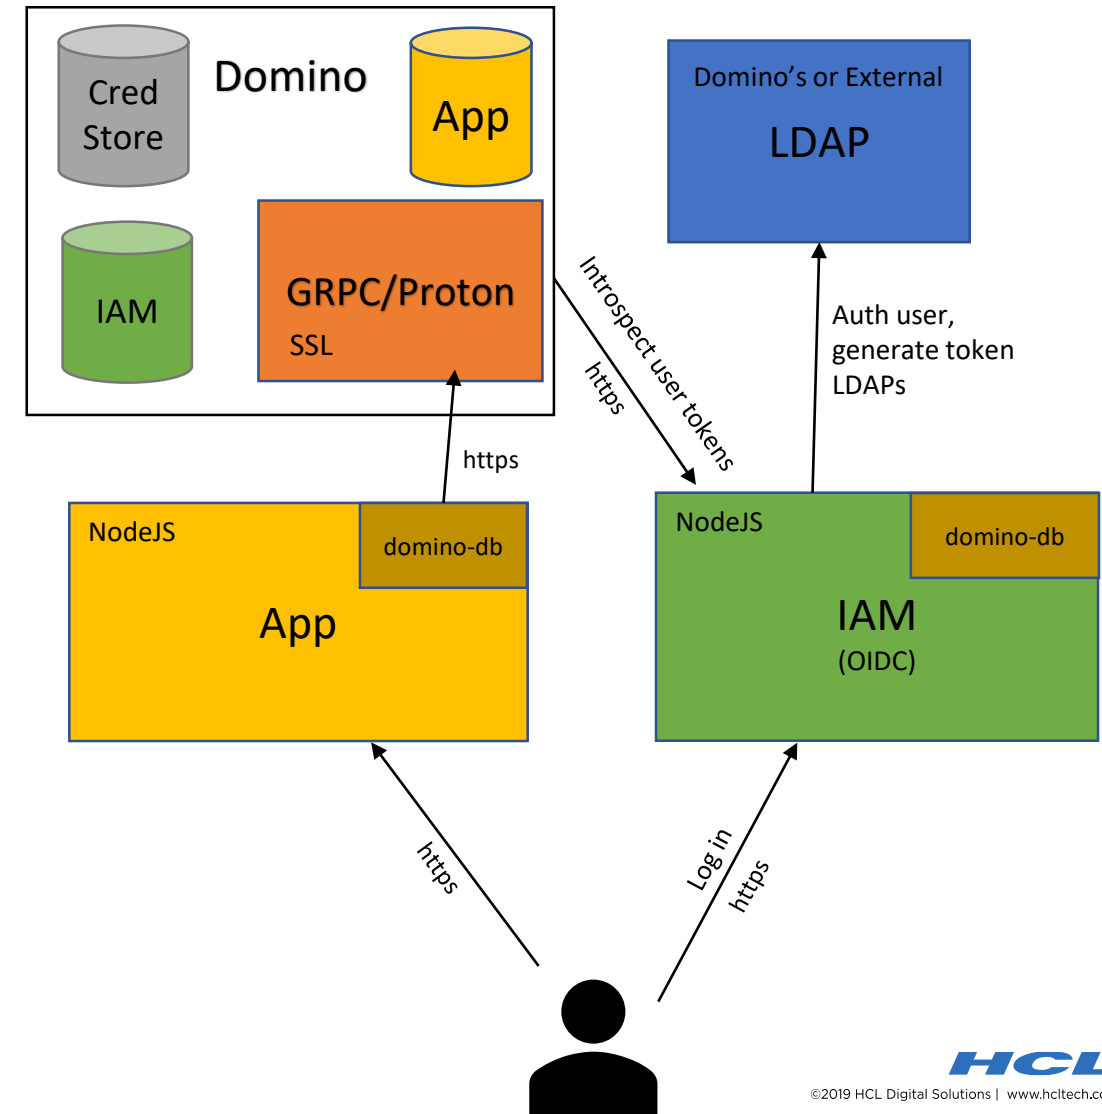 Cred
Store
Domino
App
IAM
GRPC/Proton
SSL
Domino’s or External
LDAP
Introspect user tokens
https
Auth user,
generate token
LDAPs
https
NodeJS
domino-db
App
NodeJS
domino-db
IAM
(OIDC)
https
Log in
https
HCL
©2019 HCL Digital Solutions | www.hcltech.co